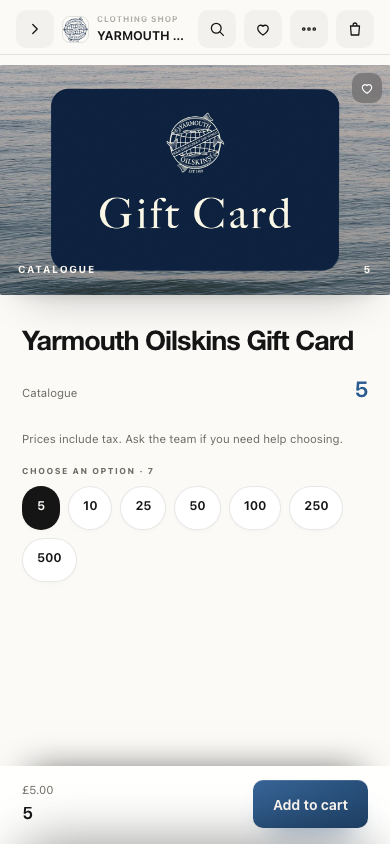 CLOTHING SHOP
YARMOUTH ...
YARMOUTH
OILSKINS
EST 1898
Gift Card
CATALOGUE
5
Yarmouth Oilskins Gift Card
Catalogue
5
Prices include tax. Ask the team if you need help choosing.
CHOOSE AN OPTION · 7
5
10
25
50
100
250
500
£5.00
5
Add to cart